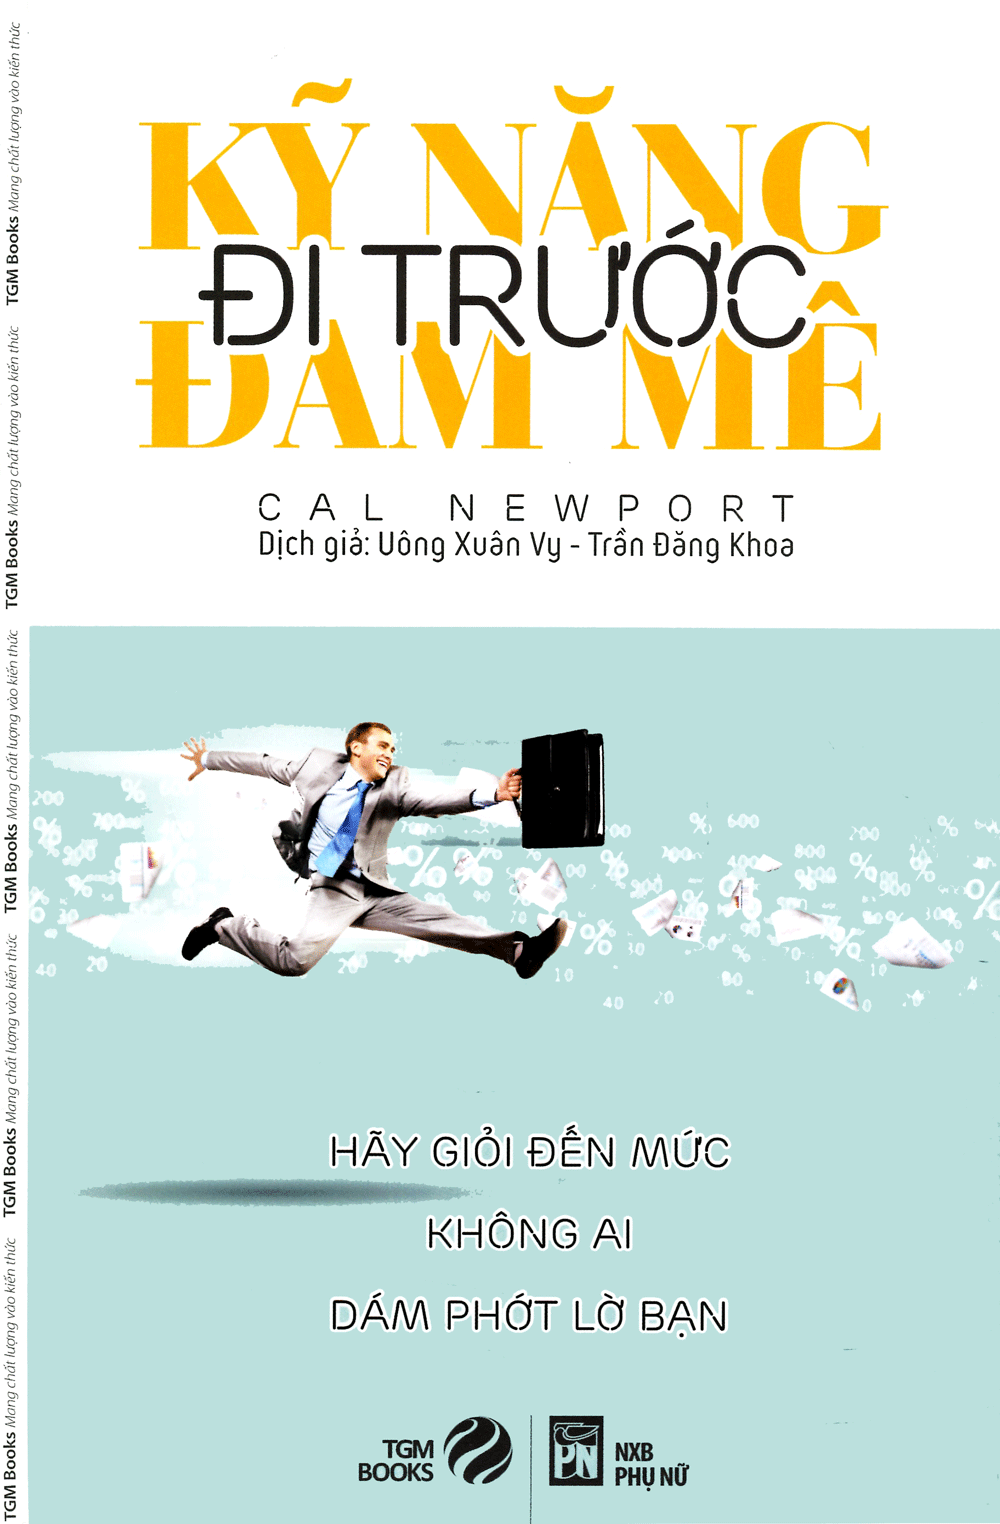 KỸ NĂNG
ĐI TRƯỚC
ĐAM MÊ
CAL NEWPORT
Dịch giả: Uông Xuân Vy - Trần Đăng Khoa
HÃY GIỎI ĐẾN MỨC
KHÔNG AI
DÁM PHỚT LỜ BẠN
TGM
BOOKS
PN
NXB
PHỤ NỮ
TGM Books Mang chất lượng vào kiến thức
TGM Books Mang chất lượng vào kiến thức
TGM Books Mang chất lượng vào kiến thức
TGM Books Mang chất lượng vào kiến thức
TGM Books Mang chất lượng vào kiến thức